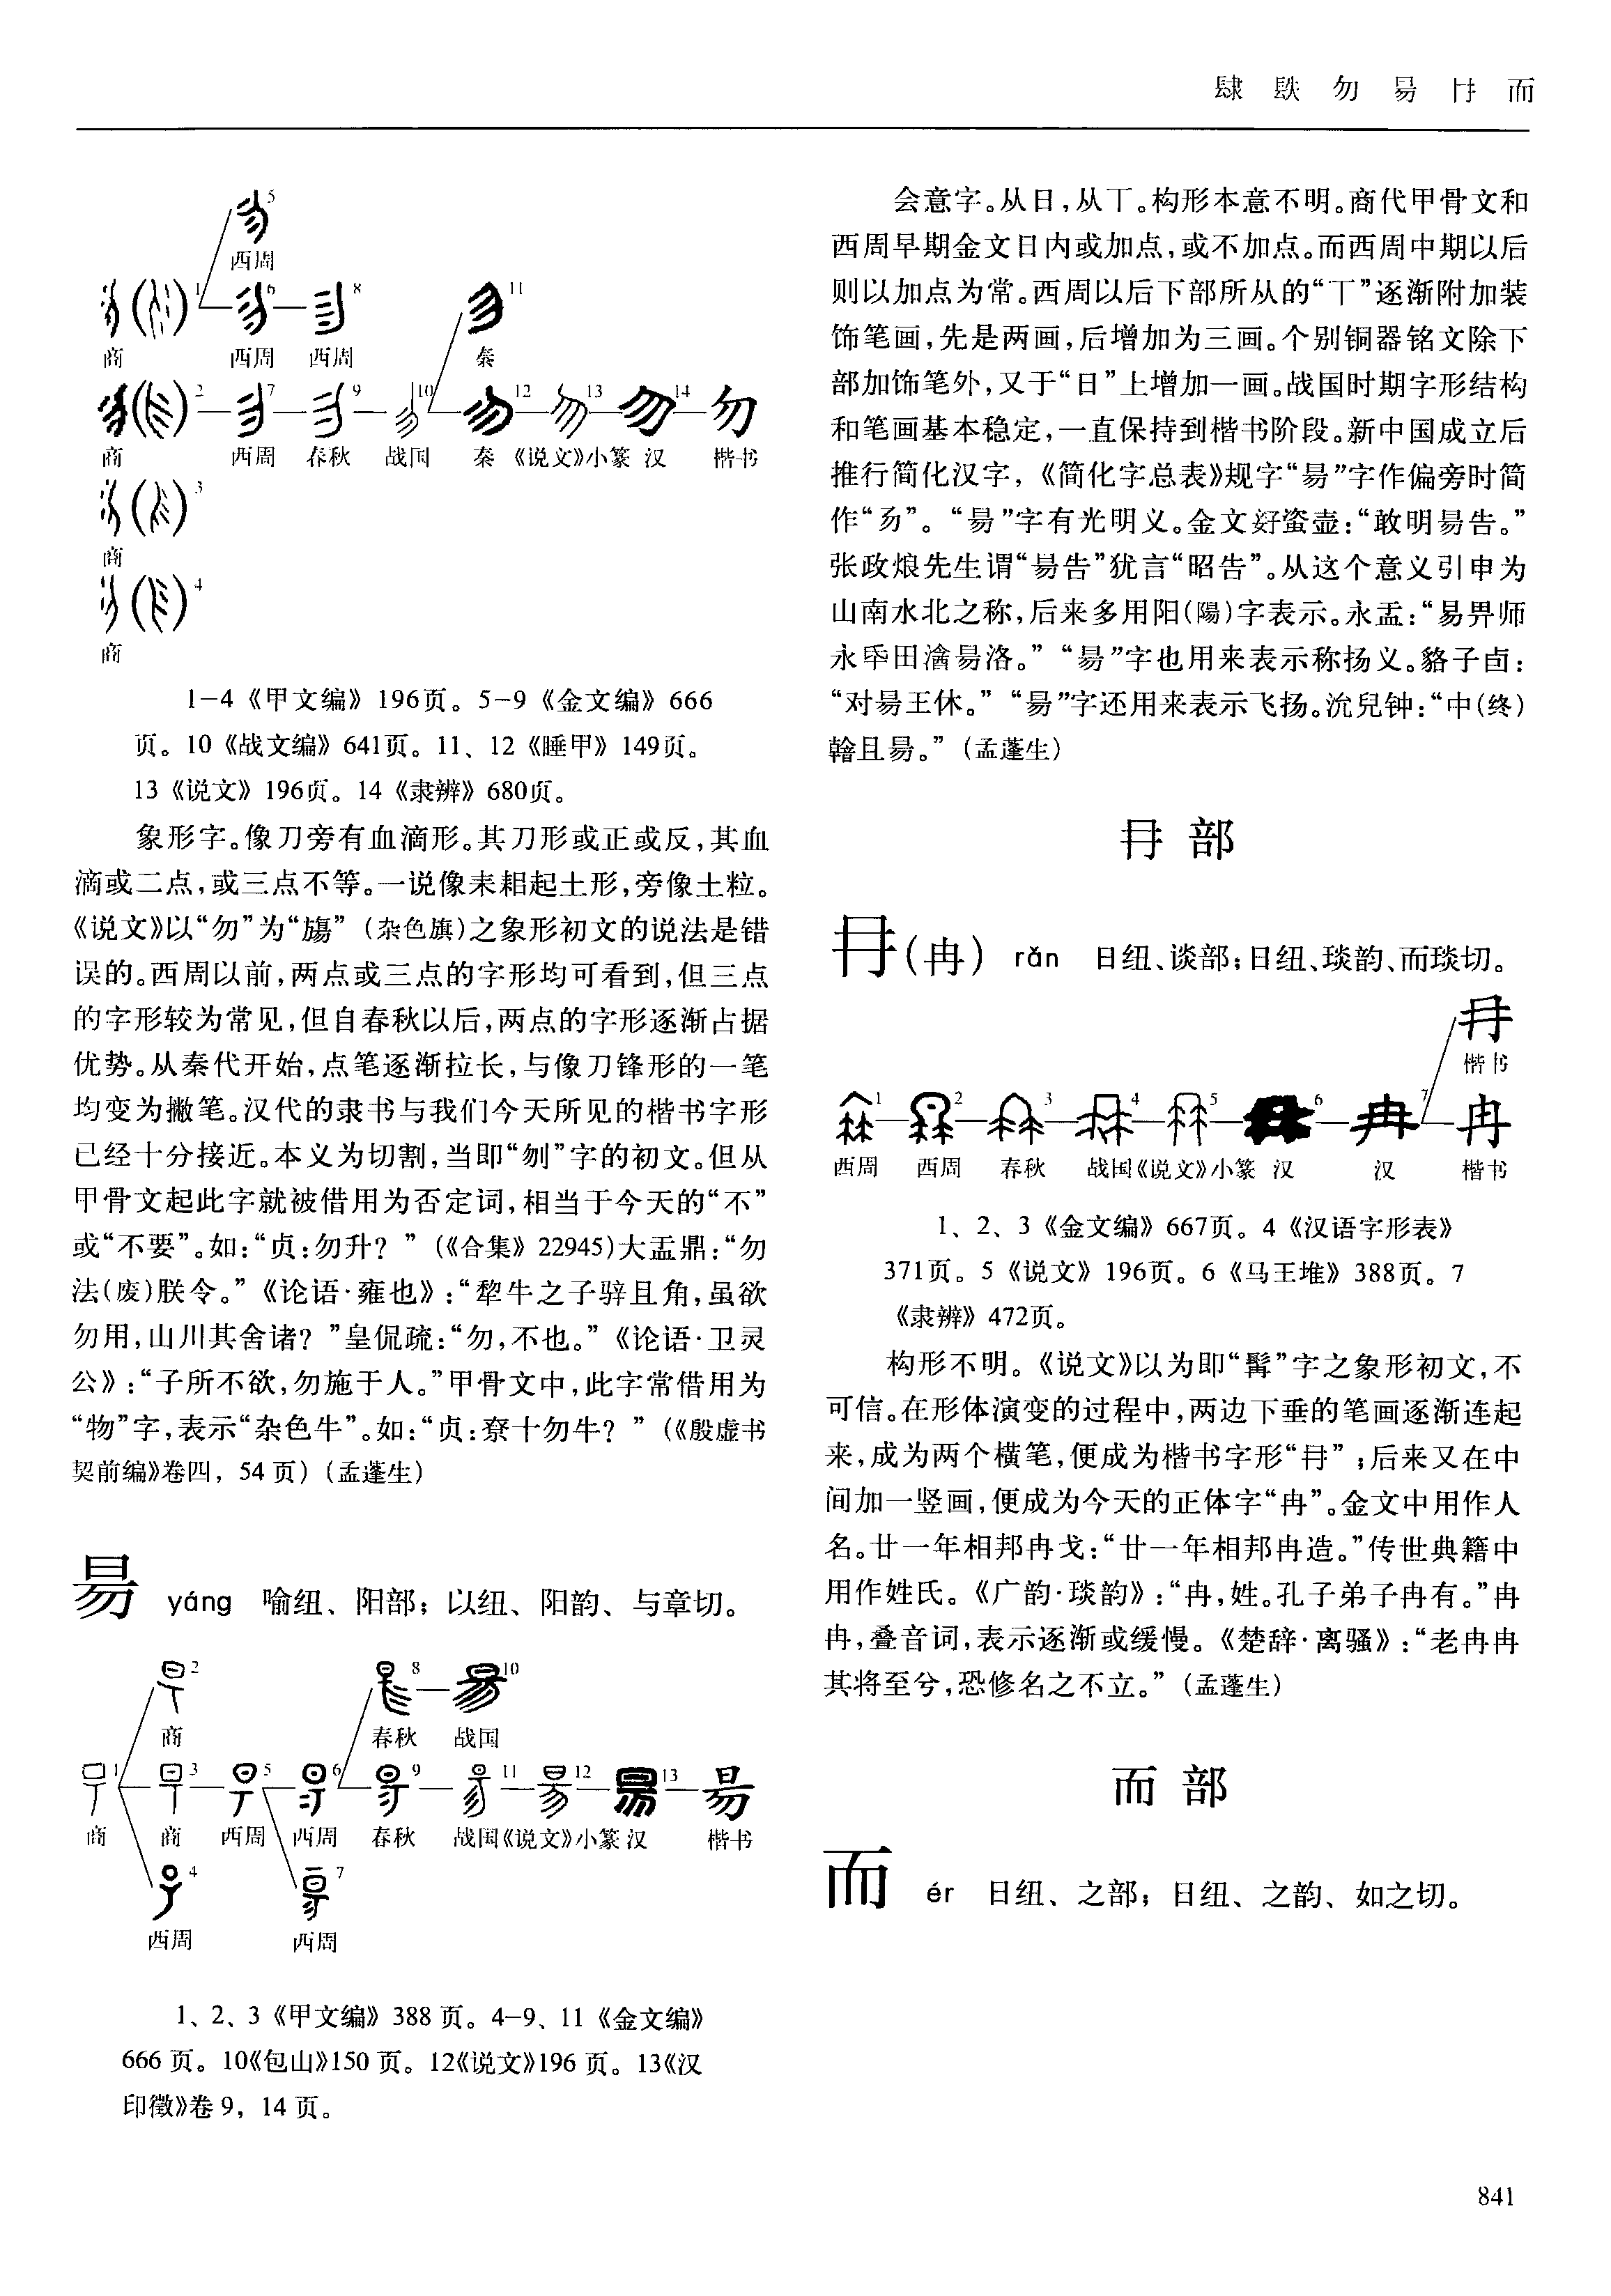 肆 镺 勿 昜 冄 而
5
西周
1 6 8 11
商 西周 西周 秦
2 7 9 10 12 13 14 勿
商 西周 春秋 战国 秦 《说文》小篆 汉 楷书
3
商
4
商
1-4《甲文编》196页。5-9《金文编》666
页。10《战文编》641页。11、12《睡甲》149页。
13《说文》196页。14《隶辨》680页。
象形字。像刀旁有血滴形。其刀形或正或反,其血
滴或二点,或三点不等。一说像耒耜起土形,旁像土粒。
《说文》以“勿”为“旸”(杂色旗)之象形初文的说法是错
误的。西周以前,两点或三点的字形均可看到,但三点
的字形较为常见,但自春秋以后,两点的字形逐渐占据
优势。从秦代开始,点笔逐渐拉长,与像刀锋形的一笔
均变为撇笔。汉代的隶书与我们今天所见的楷书字形
已经十分接近。本义为切割,当即“刎”字的初文。但从
甲骨文起此字就被借用为否定词,相当于今天的“不”
或“不要”。如:“贞:勿升?”(《合集》22945)大盂鼎:“勿
法(废)朕令。”《论语·雍也》:“犂牛之子骍且角,虽欲
勿用,山川其舍诸?”皇侃疏:“勿,不也。”《论语·卫灵
公》:“子所不欲,勿施于人。”甲骨文中,此字常借用为
“物”字,表示“杂色牛”。如:“贞:尞十勿牛?”(《殷虚书
契前编》卷四,54页)(孟蓬生)
昜 yáng 喻纽、阳部;以纽、阳韵、与章切。
2 8 10
商 春秋 战国
1 3 5 6 9 11 12 13 昜
商 商 西周 西周 春秋 战国《说文》小篆 汉 楷书
4 7
西周 西周
1、2、3《甲文编》388页。4-9、11《金文编》
666页。10《包山》150页。12《说文》196页。13《汉
印徵》卷9,14页。
会意字。从日,从丁。构形本意不明。商代甲骨文和
西周早期金文日内或加点,或不加点。而西周中期以后
则以加点为常。西周以后下部所从的“丁”逐渐附加装
饰笔画,先是两画,后增加为三画。个别铜器铭文除下
部加饰笔外,又于“日”上增加一画。战国时期字形结构
和笔画基本稳定,一直保持到楷书阶段。新中国成立后
推行简化汉字,《简化字总表》规字“昜”字作偏旁时简
作“𠃓”。“昜”字有光明义。金文𧊒壶:“敢明昜告。”
张政烺先生谓“昜告”犹言“昭告”。从这个意义引申为
山南水北之称,后来多用阳(陽)字表示。永盂:“易畀师
永氒田瀹昜洛。”“昜”字也用来表示称扬义。貉子卣:
“对昜王休。”“昜”字还用来表示飞扬。沇兒钟:“中(终)
翰且昜。”(孟蓬生)
冄 部
冄(冉) rǎn 日纽、谈部;日纽、琰韵、而琰切。
冄
楷书
1 2 3 4 5 6 7 冉
西周 西周 春秋 战国《说文》小篆 汉 汉 楷书
1、2、3《金文编》667页。4《汉语字形表》
371页。5《说文》196页。6《马王堆》388页。7
《隶辨》472页。
构形不明。《说文》以为即“髯”字之象形初文,不
可信。在形体演变的过程中,两边下垂的笔画逐渐连起
来,成为两个横笔,便成为楷书字形“冄”;后来又在中
间加一竖画,便成为今天的正体字“冉”。金文中用作人
名。廿一年相邦冉戈:“廿一年相邦冉造。”传世典籍中
用作姓氏。《广韵·琰韵》:“冉,姓。孔子弟子冉有。”冉
冉,叠音词,表示逐渐或缓慢。《楚辞·离骚》:“老冉冉
其将至兮,恐修名之不立。”(孟蓬生)
而 部
而 ér 日纽、之部;日纽、之韵、如之切。
841